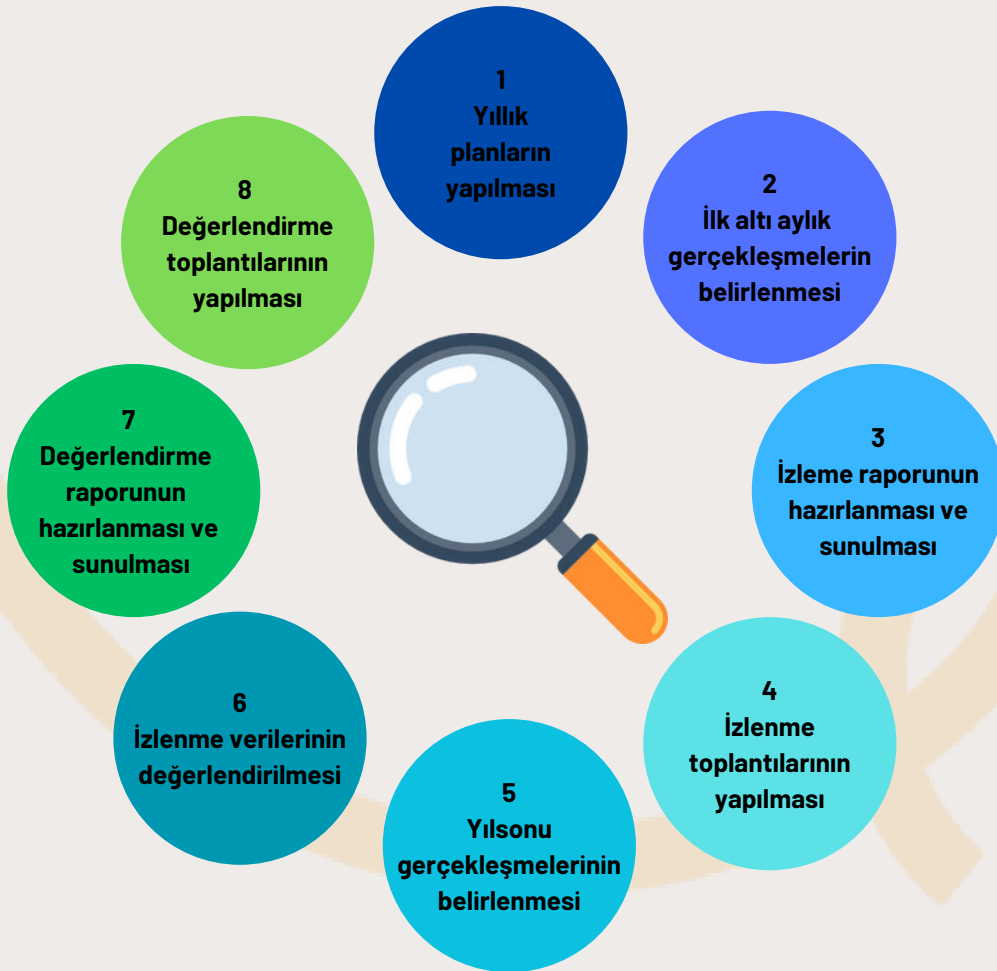 1
Yıllık
planların
yapılması
2
İlk altı aylık
gerçekleşmelerin
belirlenmesi
3
İzleme raporunun
hazırlanması ve
sunulması
4
İzlenme
toplantılarının
yapılması
5
Yılsonu
gerçekleşmelerinin
belirlenmesi
6
İzlenme verilerinin
değerlendirilmesi
7
Değerlendirme
raporunun
hazırlanması ve
sunulması
8
Değerlendirme
toplantılarının
yapılması